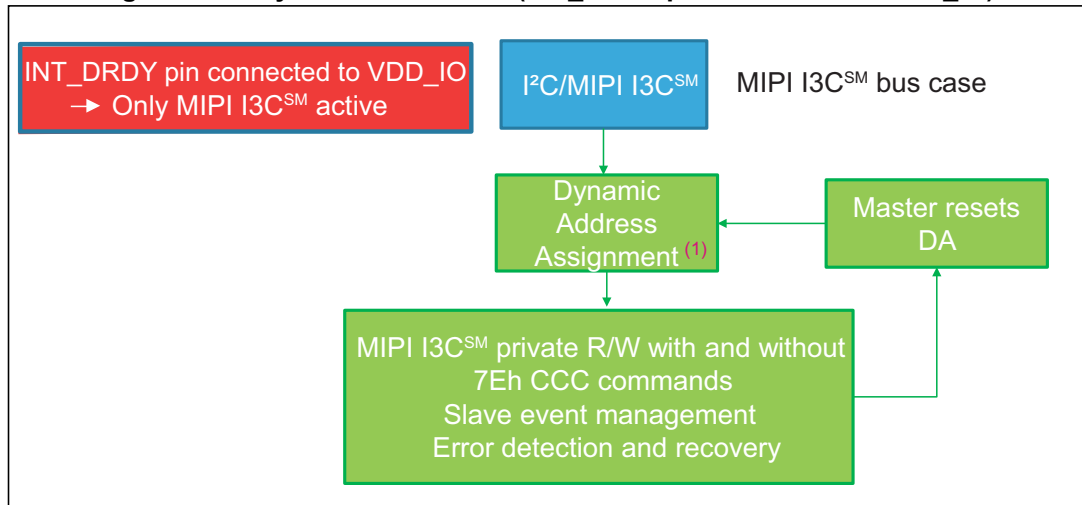 INT_DRDY pin connected to VDD_IO
→ Only MIPI I3Cˢᴹ active
I²C/MIPI I3Cˢᴹ
MIPI I3Cˢᴹ bus case
Dynamic
Address
Assignment (1)
Master resets
DA
MIPI I3Cˢᴹ private R/W with and without
7Eh CCC commands
Slave event management
Error detection and recovery